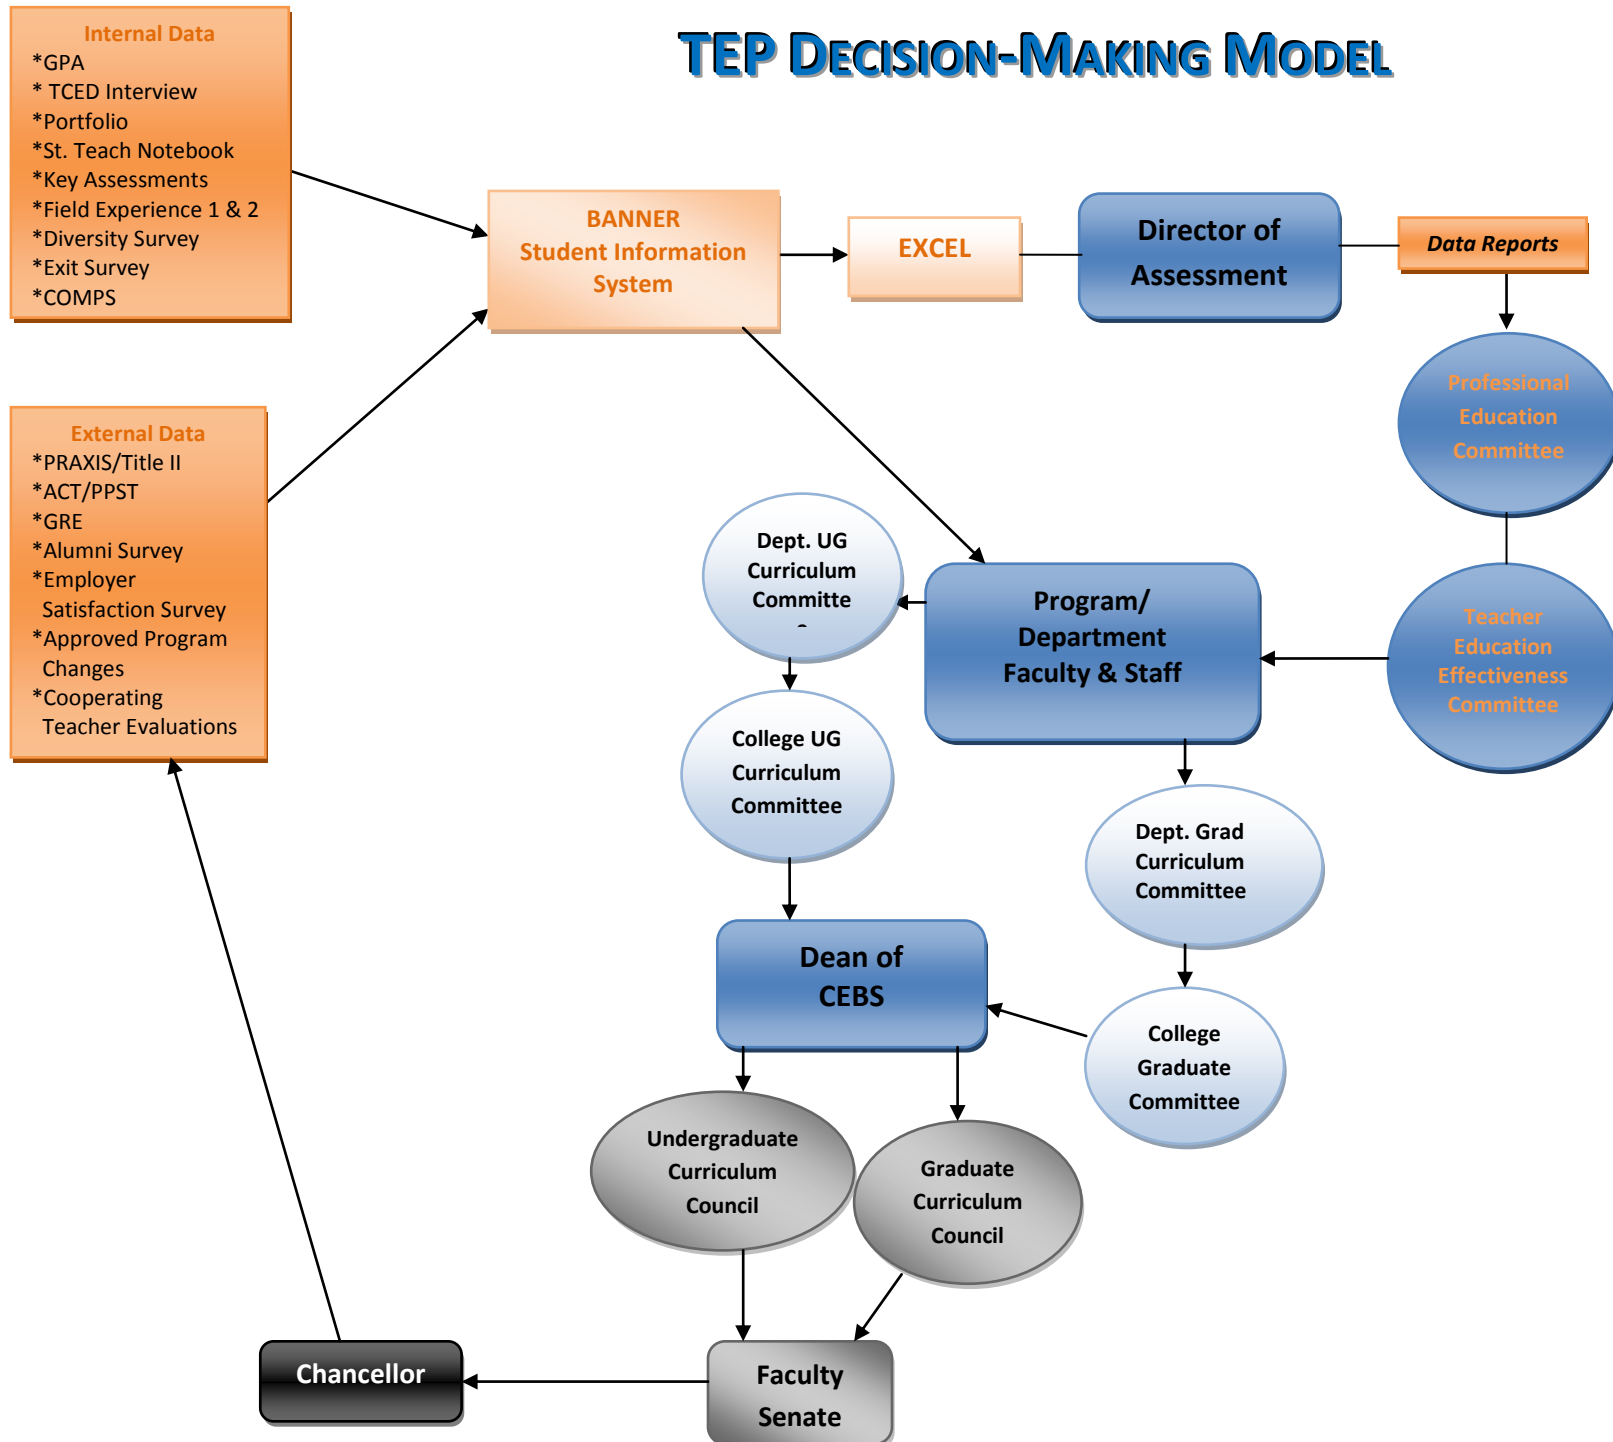 TEP DECISION-MAKING MODEL
Internal Data
*GPA
* TCED Interview
*Portfolio
*St. Teach Notebook
*Key Assessments
*Field Experience 1 & 2
*Diversity Survey
*Exit Survey
*COMPS
BANNER
Student Information
System
EXCEL
Director of
Assessment
Data Reports
Professional
Education
Committee
External Data
*PRAXIS/Title II
*ACT/PPST
*GRE
*Alumni Survey
*Employer
Satisfaction Survey
*Approved Program
Changes
*Cooperating
Teacher Evaluations
Dept. UG
Curriculum
Committe
Program/
Department
Faculty & Staff
Teacher
Education
Effectiveness
Committee
College UG
Curriculum
Committee
Dept. Grad
Curriculum
Committee
Dean of
CEBS
College
Graduate
Committee
Undergraduate
Curriculum
Council
Graduate
Curriculum
Council
Chancellor
Faculty
Senate